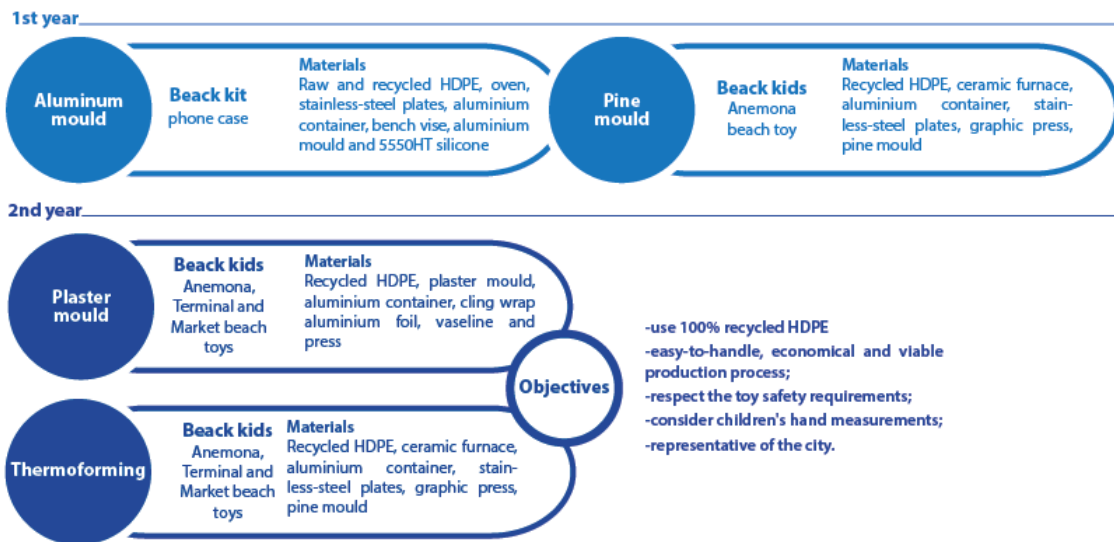 1st year
Aluminum
mould
Beack kit
phone case
Materials
Raw and recycled HDPE, oven,
stainless-steel plates, aluminium
container, bench vise, aluminium
mould and 5550HT silicone
Pine
mould
Beack kids
Anemona
beach toy
Materials
Recycled HDPE, ceramic furnace,
aluminium container, stain-
less-steel plates, graphic press,
pine mould
2nd year
Plaster
mould
Beack kids
Anemona,
Terminal and
Market beach
toys
Materials
Recycled HDPE, plaster mould,
aluminium container, cling wrap
aluminium foil, vaseline and
press
Thermoforming
Beack kids
Anemona,
Terminal and
Market beach
toys
Materials
Recycled HDPE, ceramic furnace,
aluminium container, stain-
less-steel plates, graphic press,
pine mould
Objectives
-use 100% recycled HDPE
-easy-to-handle, economical and viable
production process;
-respect the toy safety requirements;
-consider children's hand measurements;
-representative of the city.